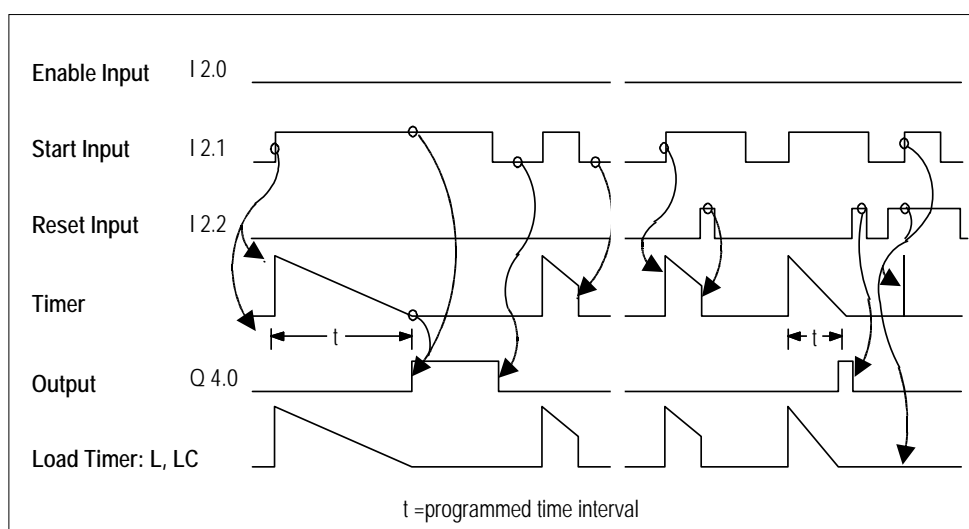 Enable Input I 2.0
Start Input I 2.1
Reset Input I 2.2
Timer
t t
Output Q 4.0
Load Timer: L, LC
t =programmed time interval